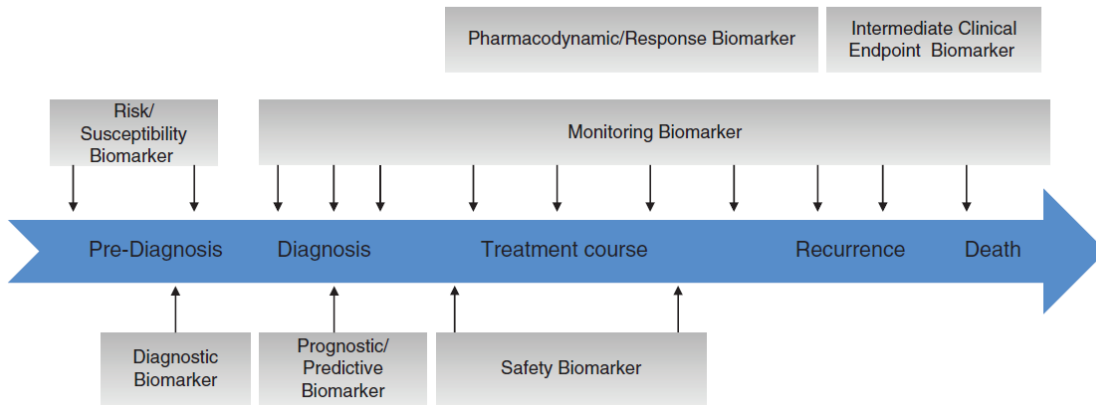 Pharmacodynamic/Response Biomarker
Intermediate Clinical
Endpoint Biomarker
Risk/
Susceptibility
Biomarker
Monitoring Biomarker
Pre-Diagnosis
Diagnosis
Treatment course
Recurrence
Death
Diagnostic
Biomarker
Prognostic/
Predictive
Biomarker
Safety Biomarker